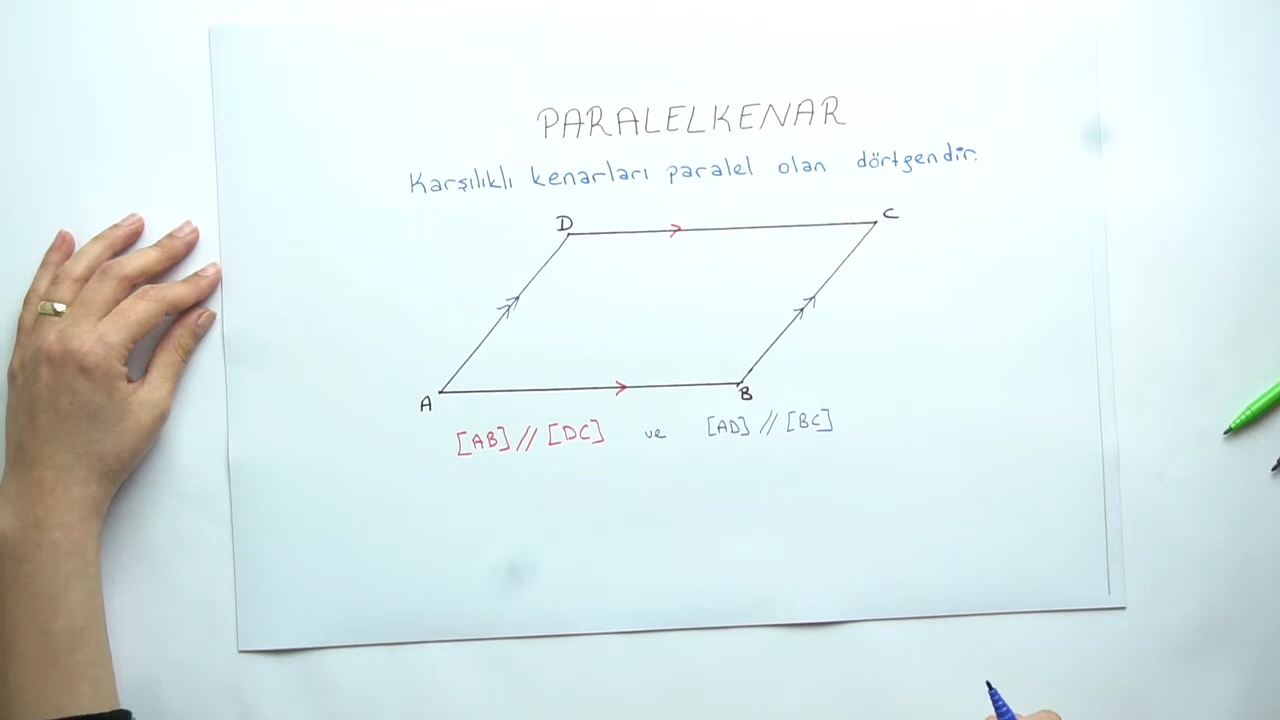 PARALELKENAR
Karşılıklı kenarları paralel olan dörtgendir.
D C
A B
[AB] // [DC] ve [AD] // [BC]